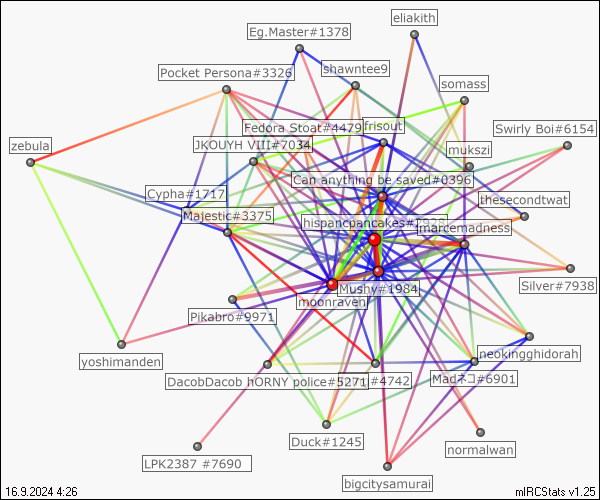 eliakith
Eg.Master#1378
shawntee9
Pocket Persona#3326
somass
Fedora Stoat#4479
frisout
Swirly Boi#6154
JKOUYH VIII#7034
mukszi
zebula
Can anything be saved#0396
Cypha#1717
thesecondtwat
Majestic#3375
hispancpancakes#7928
marcemadness
Mushy#1984
Silver#7938
moonraven
Pikabro#9971
neokingghidorah
yoshimanden
DacobDacob hORNY police#5271
#4742
Madネコ#6901
Duck#1245
normalwan
LPK2387 #7690
bigcitysamurai
16.9.2024 4:26
mIRCStats v1.25